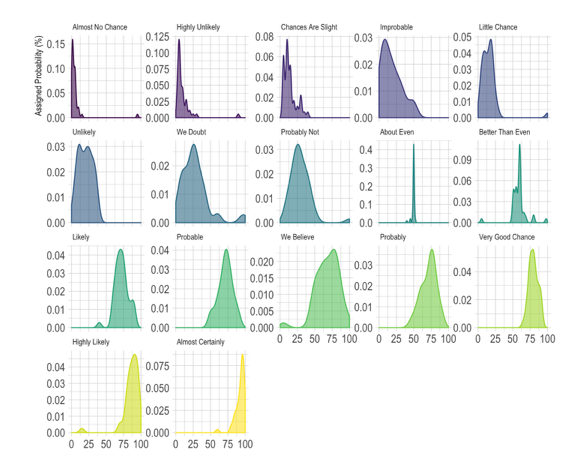 Almost No Chance Highly Unlikely Chances Are Slight Improbable Little Chance
Assigned Probability (%)
0.15 0.10 0.05 0.00
0.125 0.100 0.075 0.050 0.025 0.000
0.08 0.06 0.04 0.02 0.00
0.03 0.02 0.01 0.00
0.05 0.04 0.03 0.02 0.01 0.00
Unlikely We Doubt Probably Not About Even Better Than Even
0.03 0.02 0.01 0.00
0.02 0.01 0.00
0.03 0.02 0.01 0.00
0.4 0.3 0.2 0.1 0.0
0.09 0.06 0.03 0.00
Likely Probable We Believe Probably Very Good Chance
0.04 0.03 0.02 0.01 0.00
0.04 0.03 0.02 0.01 0.00
0.020 0.015 0.010 0.005 0.000
0.03 0.02 0.01 0.00
0.04 0.02 0.00
0 25 50 75 100 0 25 50 75 100 0 25 50 75 100
Highly Likely Almost Certainly
0.04 0.03 0.02 0.01 0.00
0.075 0.050 0.025 0.000
0 25 50 75 100 0 25 50 75 100